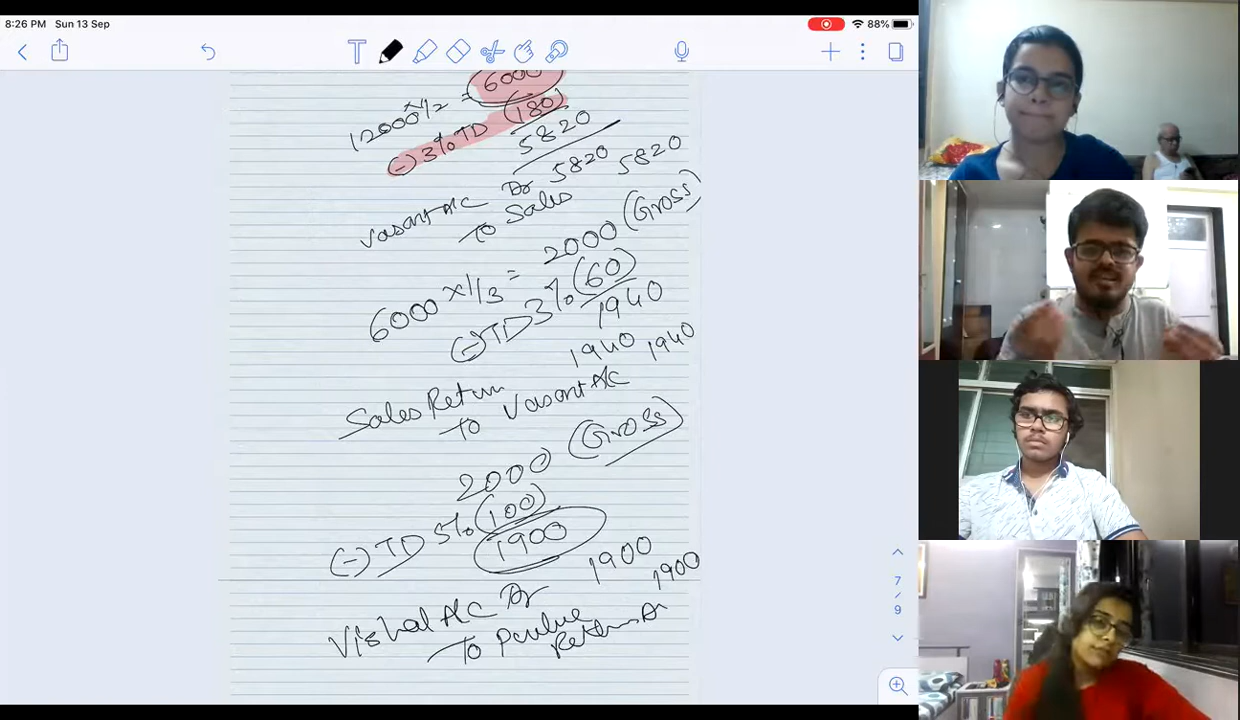 8:26 PM Sun 13 Sep
88%
T
12000 x 1/2 = 6000
(-) 3% TD (180)
5820
Vasant A/C Dr 5820 5820
To Sales
6000 x 1/3 = 2000 (Gross)
(-) TD 3% (60)
1940
1940 1940
Sales Return
To Vasant A/C
2000 (Gross)
(-) TD 5% (100)
1900
1900 1900
Vishal A/C Dr
To
Return A
7
/
9